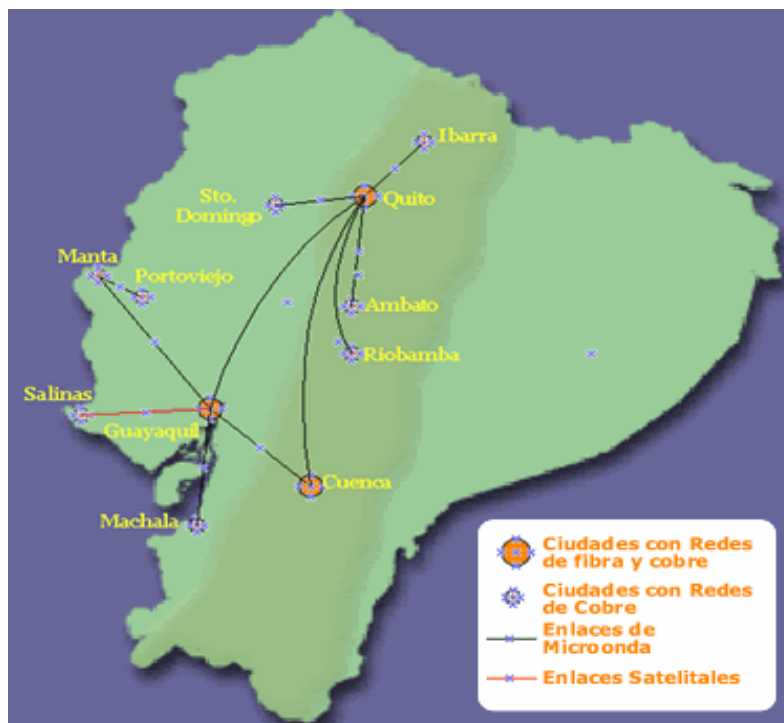 Ibarra
Sto.
Domingo
Quito
Manta
Portoviejo
Ambato
Riobamba
Salinas
Guayaquil
Cuenca
Machala
Ciudades con Redes
de fibra y cobre
Ciudades con Redes
de Cobre
Enlaces de
Microonda
Enlaces Satelitales